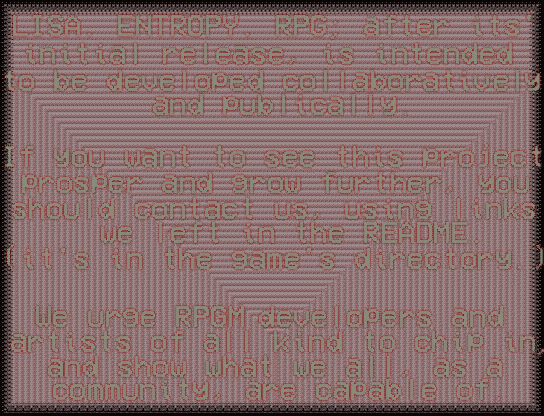 LISA. ENTROPY. RPG; after its
initial release, is intended
to be developed collaboratively
and publically.
If you want to see this project
prosper and grow further, you
should contact us, using links
we left in the README.
(it's in the game's directory.)
We urge RPGM developers and
artists of all kind to chip in,
and show what we all, as a
community, are capable of.